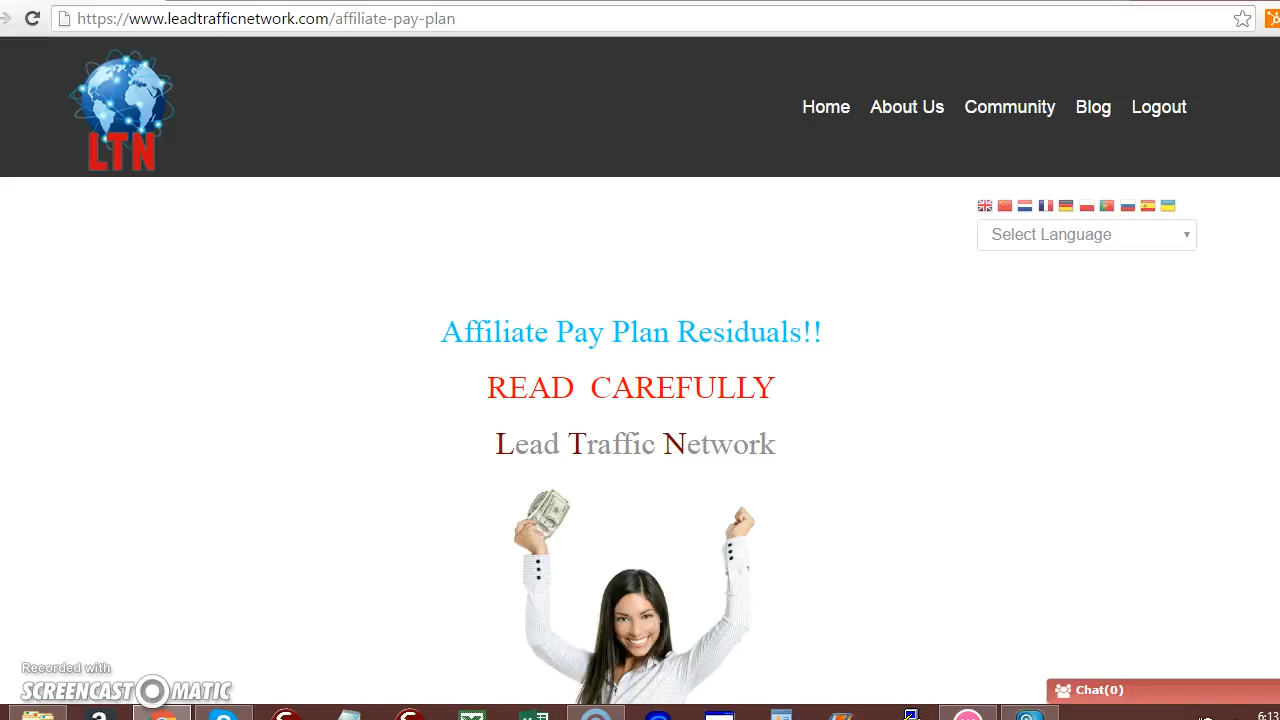 https://www.leadtrafficnetwork.com/affiliate-pay-plan
LTN
Home About Us Community Blog Logout
Select Language
Affiliate Pay Plan Residuals!!
READ CAREFULLY
Lead Traffic Network
Recorded with
SCREENCAST MATIC
Chat(0)